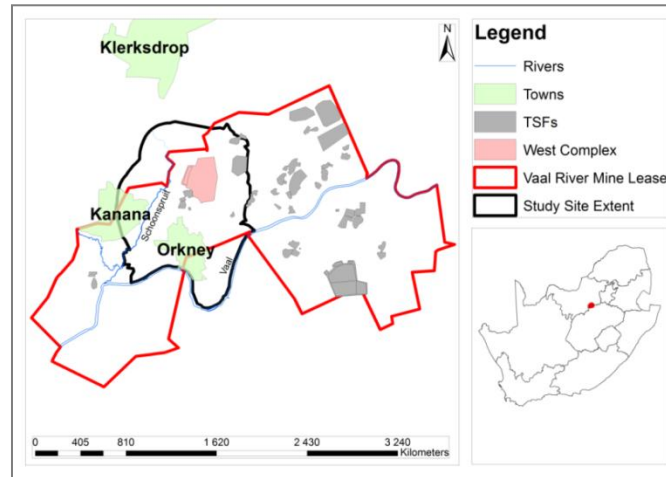 Klerksdrop
N
Kanana
Schoonspruit
Orkney
Vaal
0 405 810 1 620 2 430 3 240
Kilometers
Legend
Rivers
Towns
TSFs
West Complex
Vaal River Mine Lease
Study Site Extent